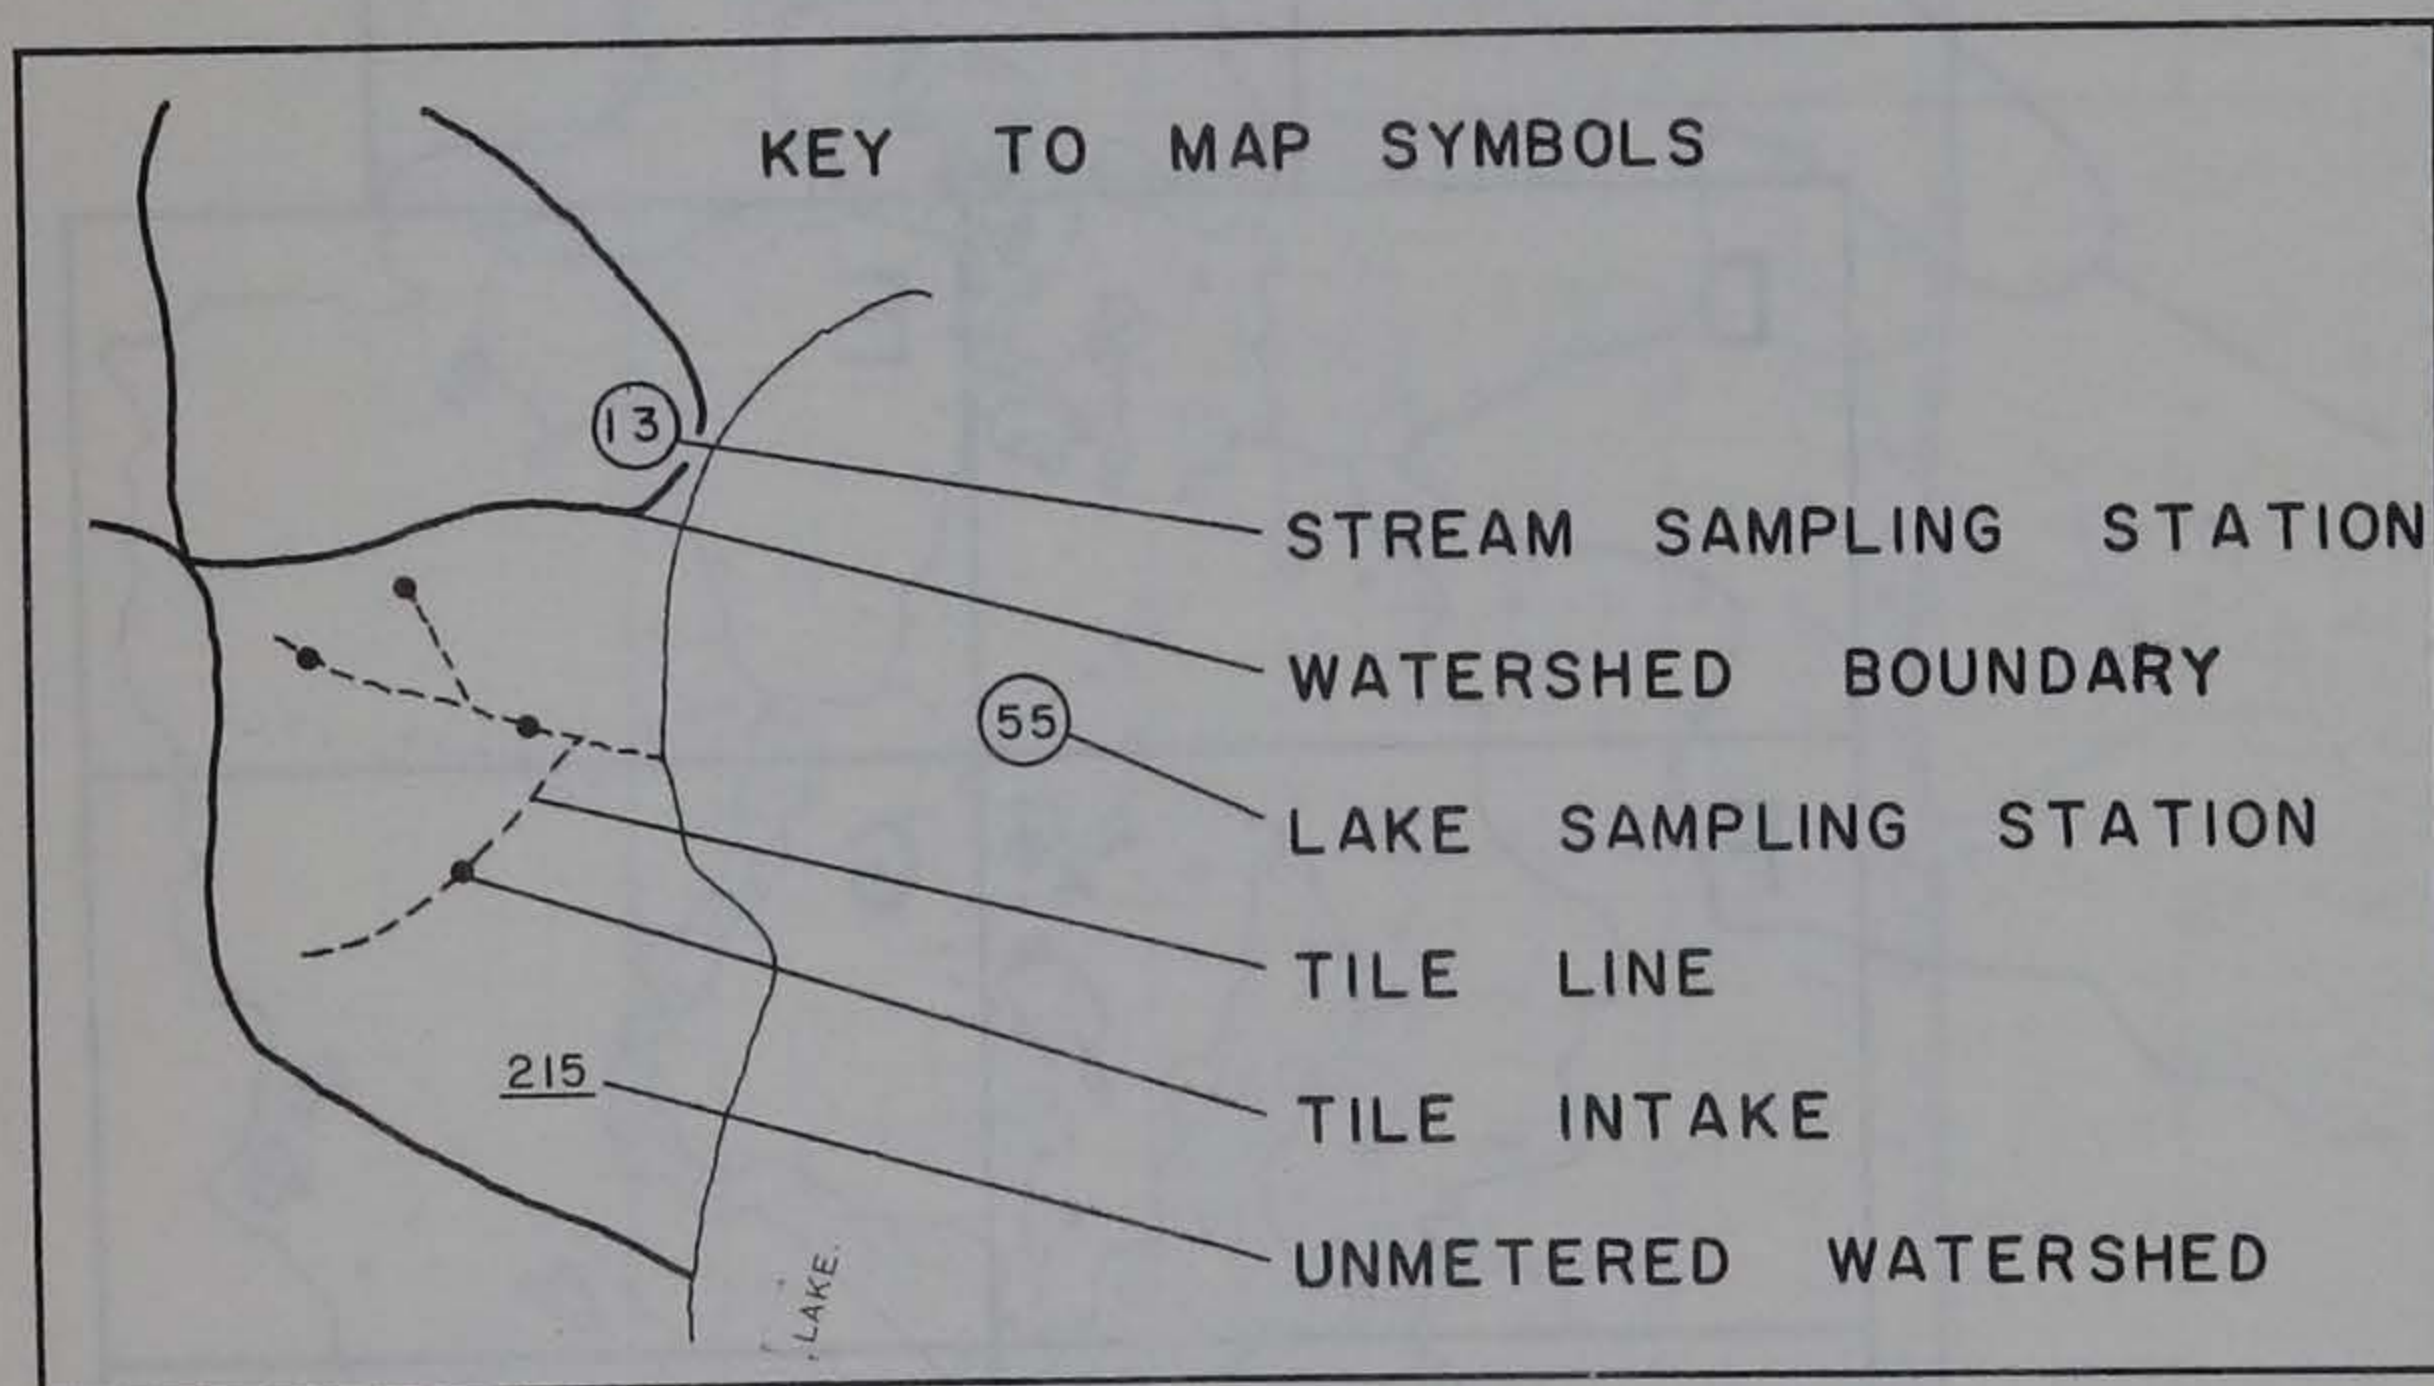 KEY TO MAP SYMBOLS
13
STREAM SAMPLING STATION
WATERSHED BOUNDARY
55
LAKE SAMPLING STATION
TILE LINE
TILE INTAKE
215
UNMETERED WATERSHED
LAKE